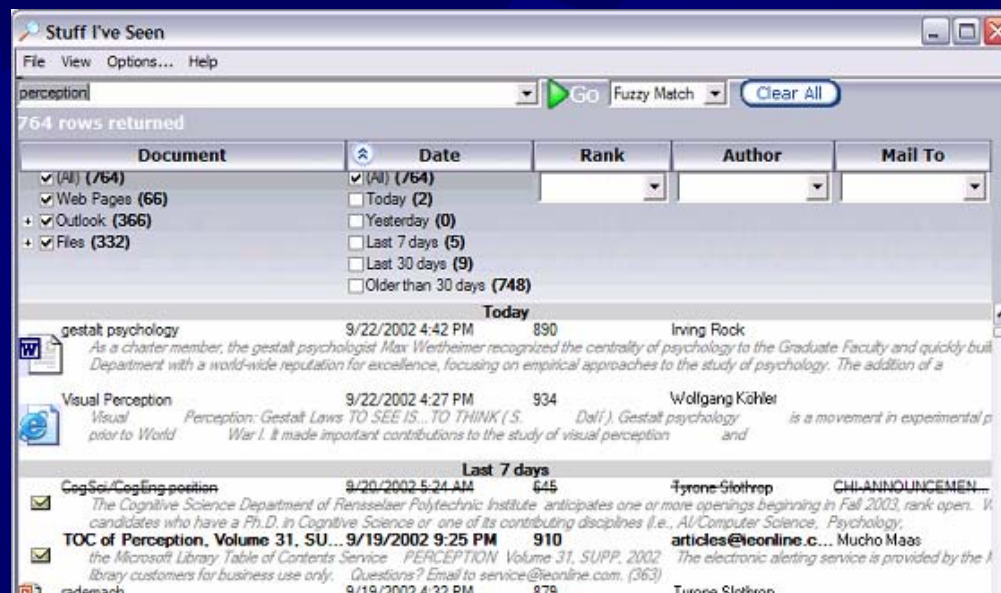 Stuff I've Seen
File View Options... Help
perception Go Fuzzy Match Clear All
764 rows returned
Document Date Rank Author Mail To
(All) (764) (All) (764)
Web Pages (66) Today (2)
Outlook (366) Yesterday (0)
Files (332) Last 7 days (5)
Last 30 days (9)
Older than 30 days (748)
Today
gestalt psychology 9/22/2002 4:42 PM 890 Irving Rock
As a charter member, the gestalt psychologist Max Wertheimer recognized the centrality of psychology to the Graduate Faculty and quickly buil
Department with a world-wide reputation for excellence, focusing on empirical approaches to the study of psychology. The addition of a
Visual Perception 9/22/2002 4:27 PM 934 Wolfgang Köhler
Visual Perception: Gestalt Laws TO SEE IS...TO THINK ( S. Dalí ). Gestalt psychology is a movement in experimental p
prior to World War I. It made important contributions to the study of visual perception and
Last 7 days
CogSci/CogEng position 9/20/2002 5:24 AM 645 Tyrone Slothrop CHI-ANNOUNCEMEN...
The Cognitive Science Department of Rensselaer Polytechnic Institute anticipates one or more openings beginning in Fall 2003, rank open. W
candidates who have a Ph.D. in Cognitive Science or one of its contributing disciplines (i.e., AI/Computer Science, Psychology,
TOC of Perception, Volume 31, SU... 9/19/2002 9:25 PM 910 articles@ieonline.c... Mucho Maas
the Microsoft Library Table of Contents Service PERCEPTION Volume 31, SUPP, 2002 The electronic alerting service is provided by the M
library customers for business use only. Questions? Email to service@ieonline.com. (363)
rademach 9/19/2002 4:32 PM 879 Tyrone Slothrop